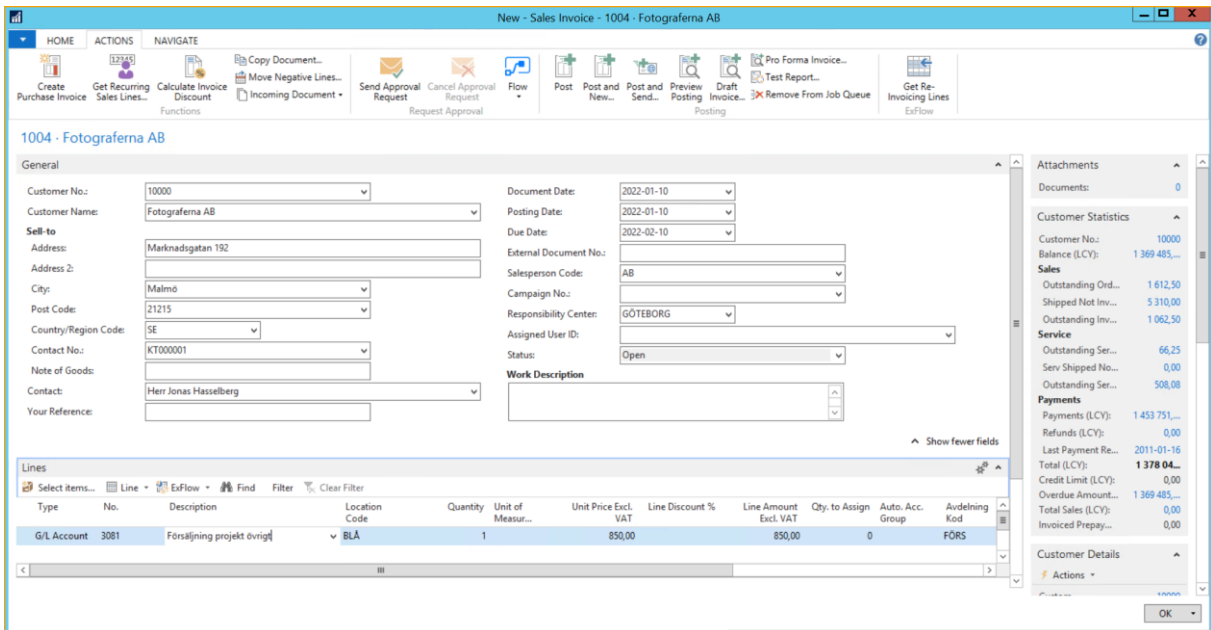 New - Sales Invoice - 1004 · Fotograferna AB
HOME ACTIONS NAVIGATE
Create Purchase Invoice
12345
Get Recurring Sales Lines...
Calculate Invoice Discount
Copy Document...
Move Negative Lines...
Incoming Document
Functions
Send Approval Request
Cancel Approval Request
Flow
Request Approval
Post
Post and New...
Post and Send...
Preview Posting
Draft Invoice...
Pro Forma Invoice...
Test Report...
Remove From Job Queue
Posting
Get Re-Invoicing Lines
ExFlow
1004 · Fotograferna AB
General
Customer No.: 10000
Customer Name: Fotograferna AB
Sell-to
Address: Marknadsgatan 192
Address 2:
City: Malmö
Post Code: 21215
Country/Region Code: SE
Contact No.: KT000001
Note of Goods:
Contact: Herr Jonas Hasselberg
Your Reference:
Document Date: 2022-01-10
Posting Date: 2022-01-10
Due Date: 2022-02-10
External Document No.:
Salesperson Code: AB
Campaign No.:
Responsibility Center: GÖTEBORG
Assigned User ID:
Status: Open
Work Description
Show fewer fields
Lines
Select items... Line ExFlow Find Filter Clear Filter
Type No. Description Location Code Quantity Unit of Measur... Unit Price Excl. VAT Line Discount % Line Amount Excl. VAT Qty. to Assign Auto. Acc. Group Avdelning Kod
G/L Account 3081 Försäljning projekt övrigt BLÅ 1 850,00 850,00 0 FÖRS
Attachments
Documents: 0
Customer Statistics
Customer No.: 10000
Balance (LCY): 1 369 485,...
Sales
Outstanding Ord... 1 612,50
Shipped Not Inv... 5 310,00
Outstanding Inv... 1 062,50
Service
Outstanding Ser... 66,25
Serv Shipped No... 0,00
Outstanding Ser... 508,08
Payments
Payments (LCY): 1 453 751,...
Refunds (LCY): 0,00
Last Payment Re... 2011-01-16
Total (LCY): 1 378 04...
Credit Limit (LCY): 0,00
Overdue Amount... 1 369 485,...
Total Sales (LCY): 0,00
Invoiced Prepay... 0,00
Customer Details
Actions
OK